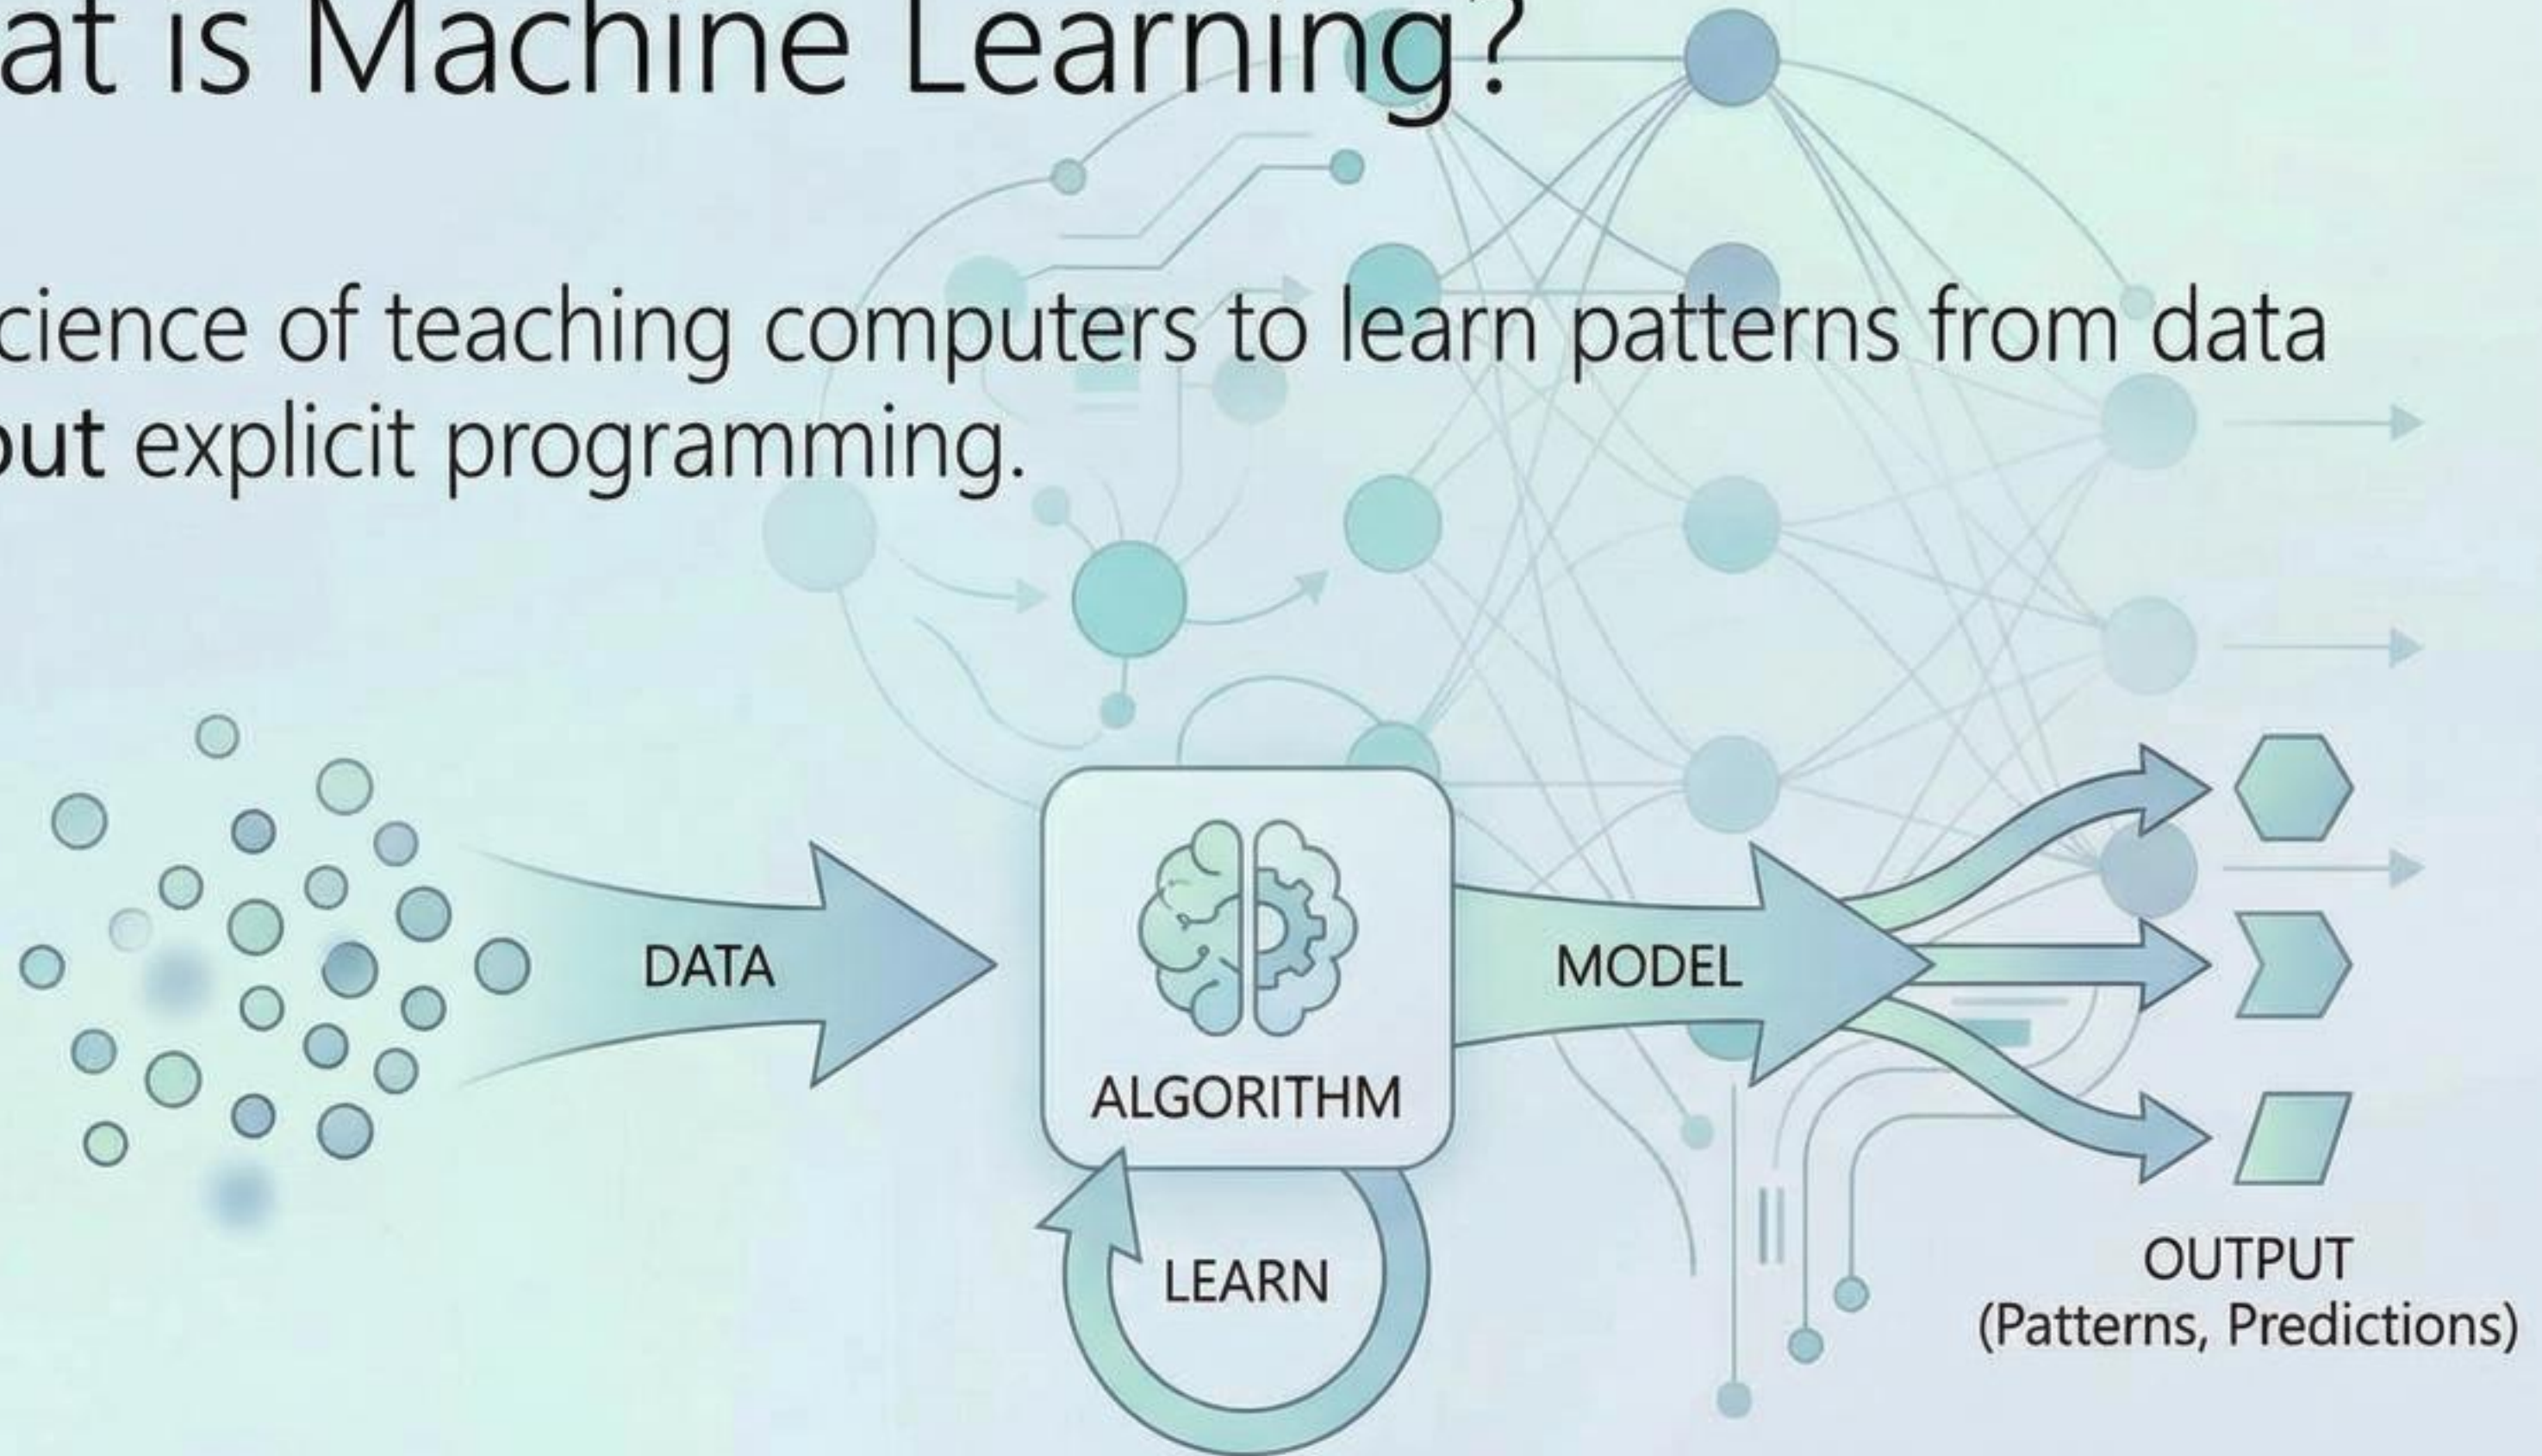 at is Machine Learning?
cience of teaching computers to learn patterns from data
out explicit programming.
DATA
ALGORITHM
MODEL
LEARN
OUTPUT
(Patterns, Predictions)